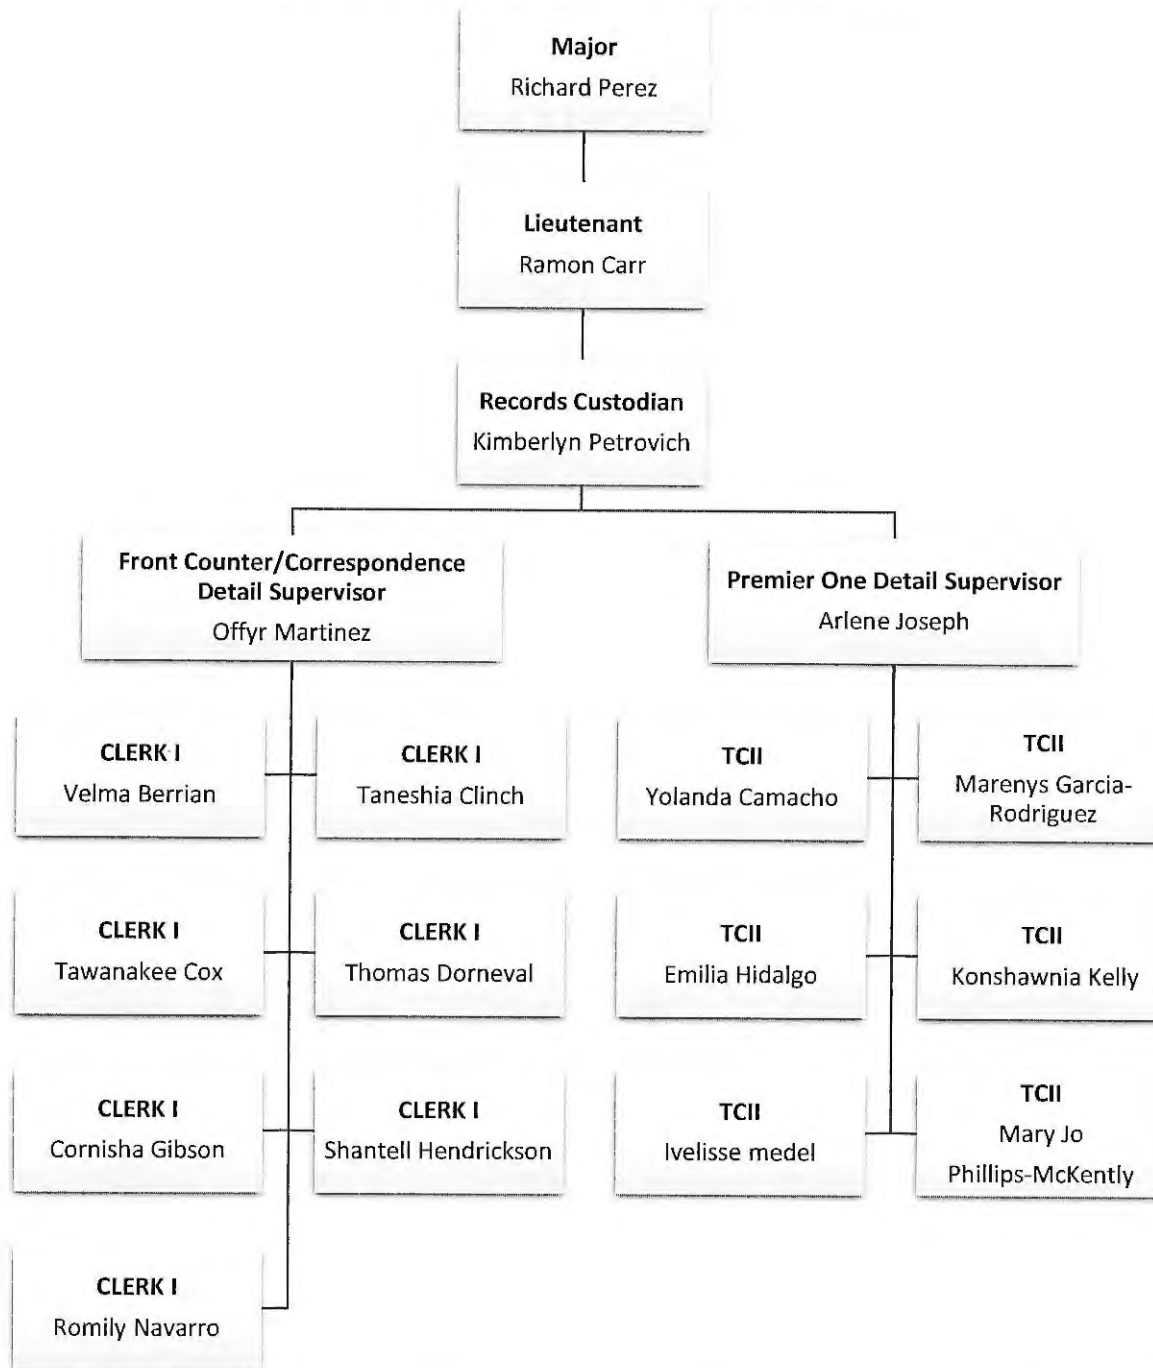 Major
Richard Perez
Lieutenant
Ramon Carr
Records Custodian
Kimberlyn Petrovich
Front Counter/Correspondence
Detail Supervisor
Offyr Martinez
Premier One Detail Supervisor
Arlene Joseph
CLERK I
Velma Berrian
CLERK I
Taneshia Clinch
TCII
Yolanda Camacho
TCII
Marenys Garcia-
Rodriguez
CLERK I
Tawanakee Cox
CLERK I
Thomas Dorneval
TCII
Emilia Hidalgo
TCII
Konshawnia Kelly
CLERK I
Cornisha Gibson
CLERK I
Shantell Hendrickson
TCII
Ivelisse medel
TCII
Mary Jo
Phillips-McKently
CLERK I
Romily Navarro